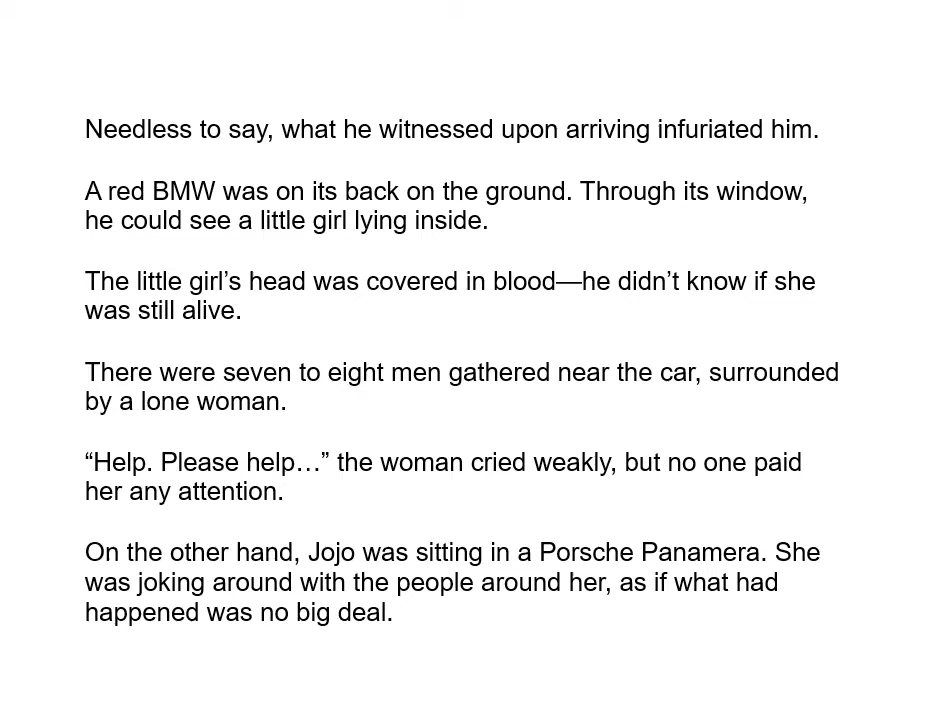 Needless to say, what he witnessed upon arriving infuriated him.
A red BMW was on its back on the ground. Through its window,
he could see a little girl lying inside.
The little girl’s head was covered in blood—he didn’t know if she
was still alive.
There were seven to eight men gathered near the car, surrounded
by a lone woman.
“Help. Please help…” the woman cried weakly, but no one paid
her any attention.
On the other hand, Jojo was sitting in a Porsche Panamera. She
was joking around with the people around her, as if what had
happened was no big deal.